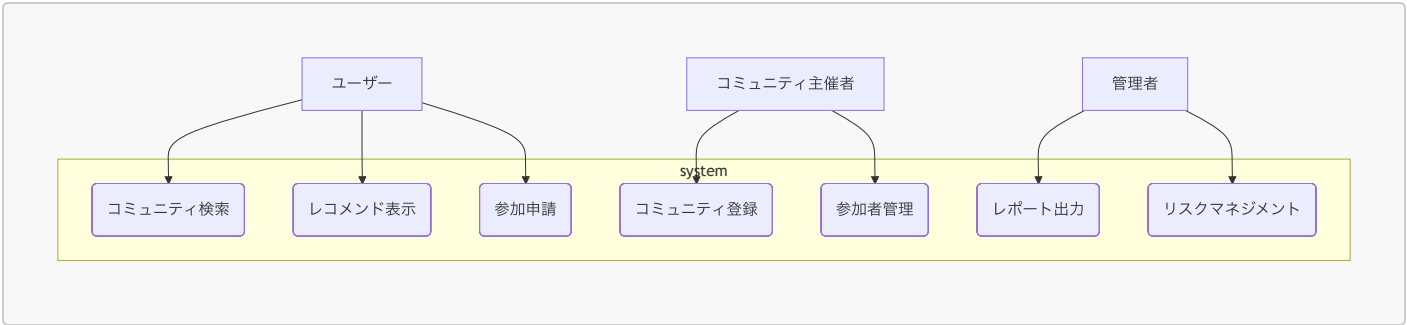 ユーザー
コミュニティ主催者
管理者
system
コミュニティ検索
レコメンド表示
参加申請
コミュニティ登録
参加者管理
レポート出力
リスクマネジメント